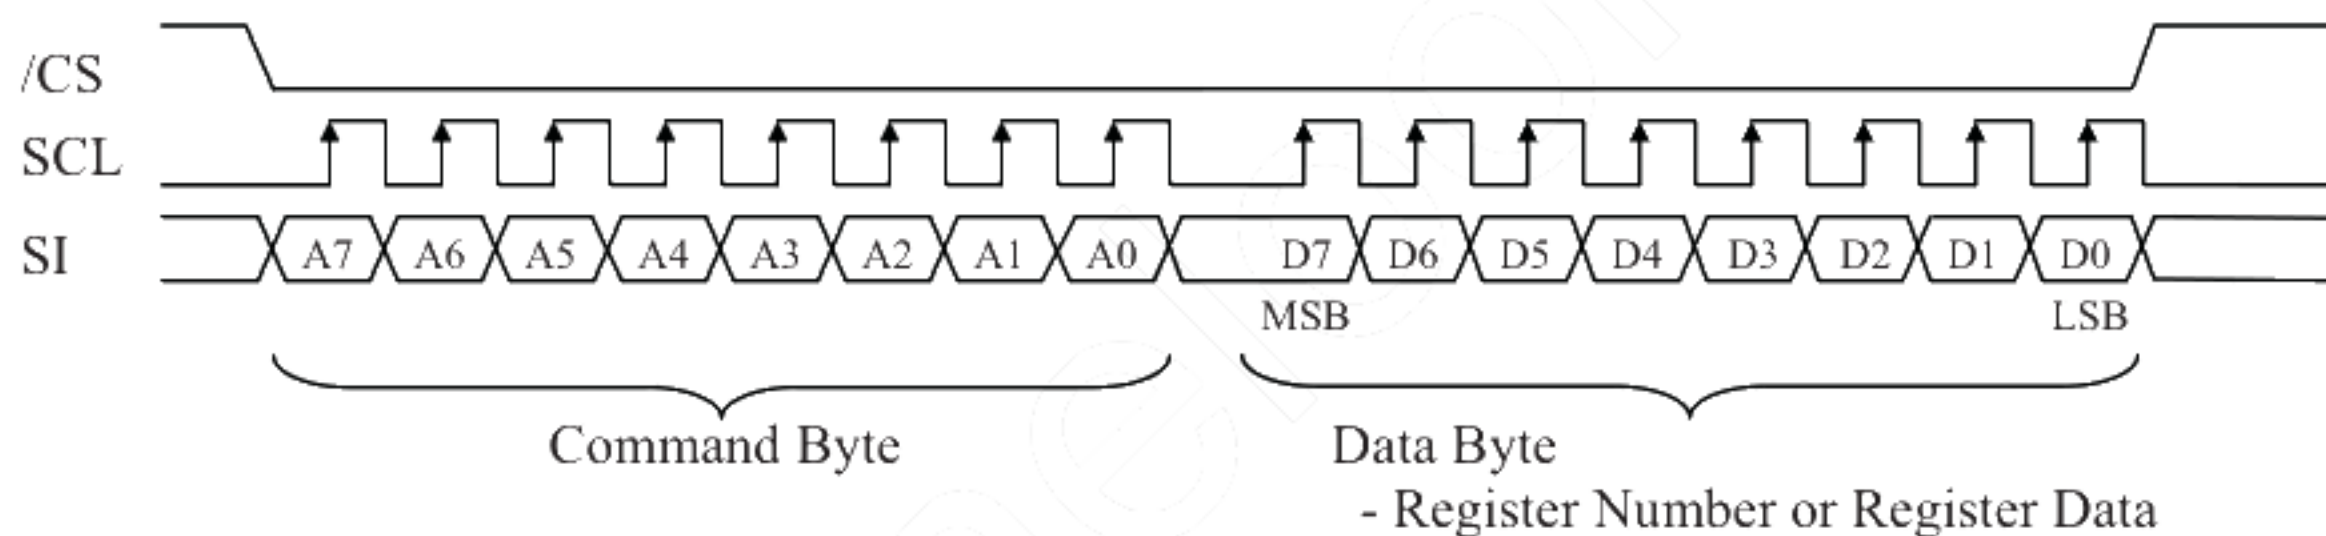 /CS
SCL
SI A7 A6 A5 A4 A3 A2 A1 A0 D7 D6 D5 D4 D3 D2 D1 D0
MSB LSB
Command Byte Data Byte
- Register Number or Register Data